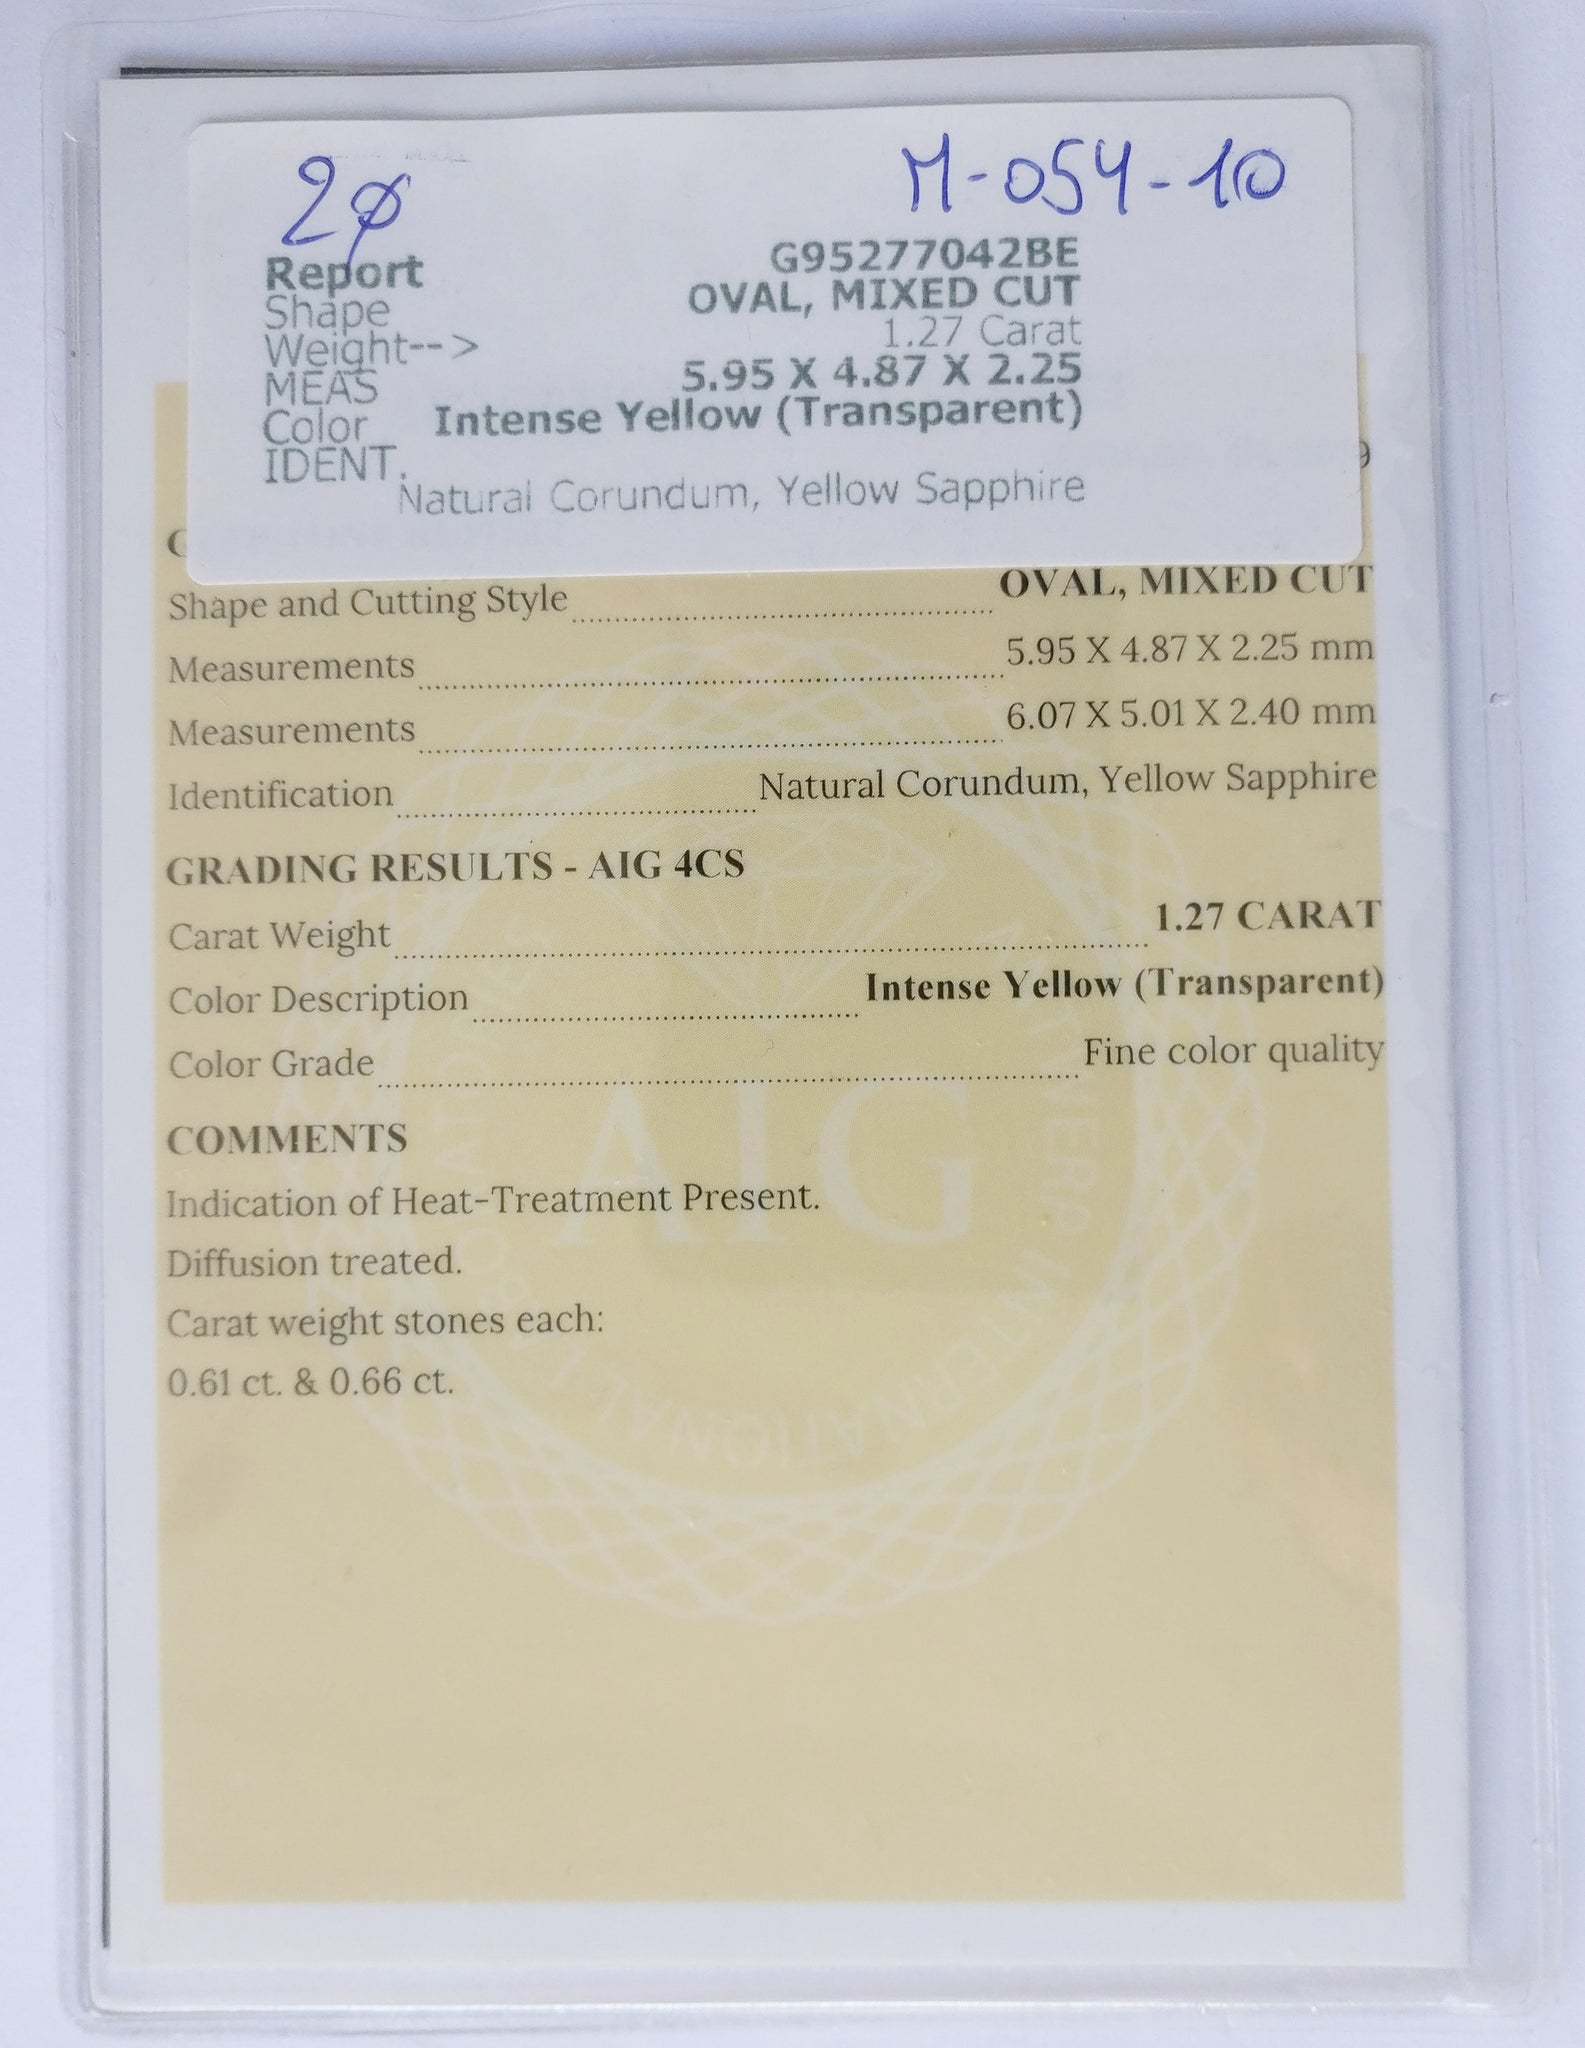 20 M-054-10
Report G95277042BE
Shape OVAL, MIXED CUT
Weight--> 1.27 Carat
MEAS 5.95 X 4.87 X 2.25
Color Intense Yellow (Transparent)
IDENT.
Natural Corundum, Yellow Sapphire
Shape and Cutting Style OVAL, MIXED CUT
Measurements 5.95 X 4.87 X 2.25 mm
Measurements 6.07 X 5.01 X 2.40 mm
Identification Natural Corundum, Yellow Sapphire
GRADING RESULTS - AIG 4CS
Carat Weight 1.27 CARAT
Color Description Intense Yellow (Transparent)
Color Grade Fine color quality
COMMENTS
AIG
Indication of Heat-Treatment Present.
Diffusion treated.
Carat weight stones each:
0.61 ct. & 0.66 ct.